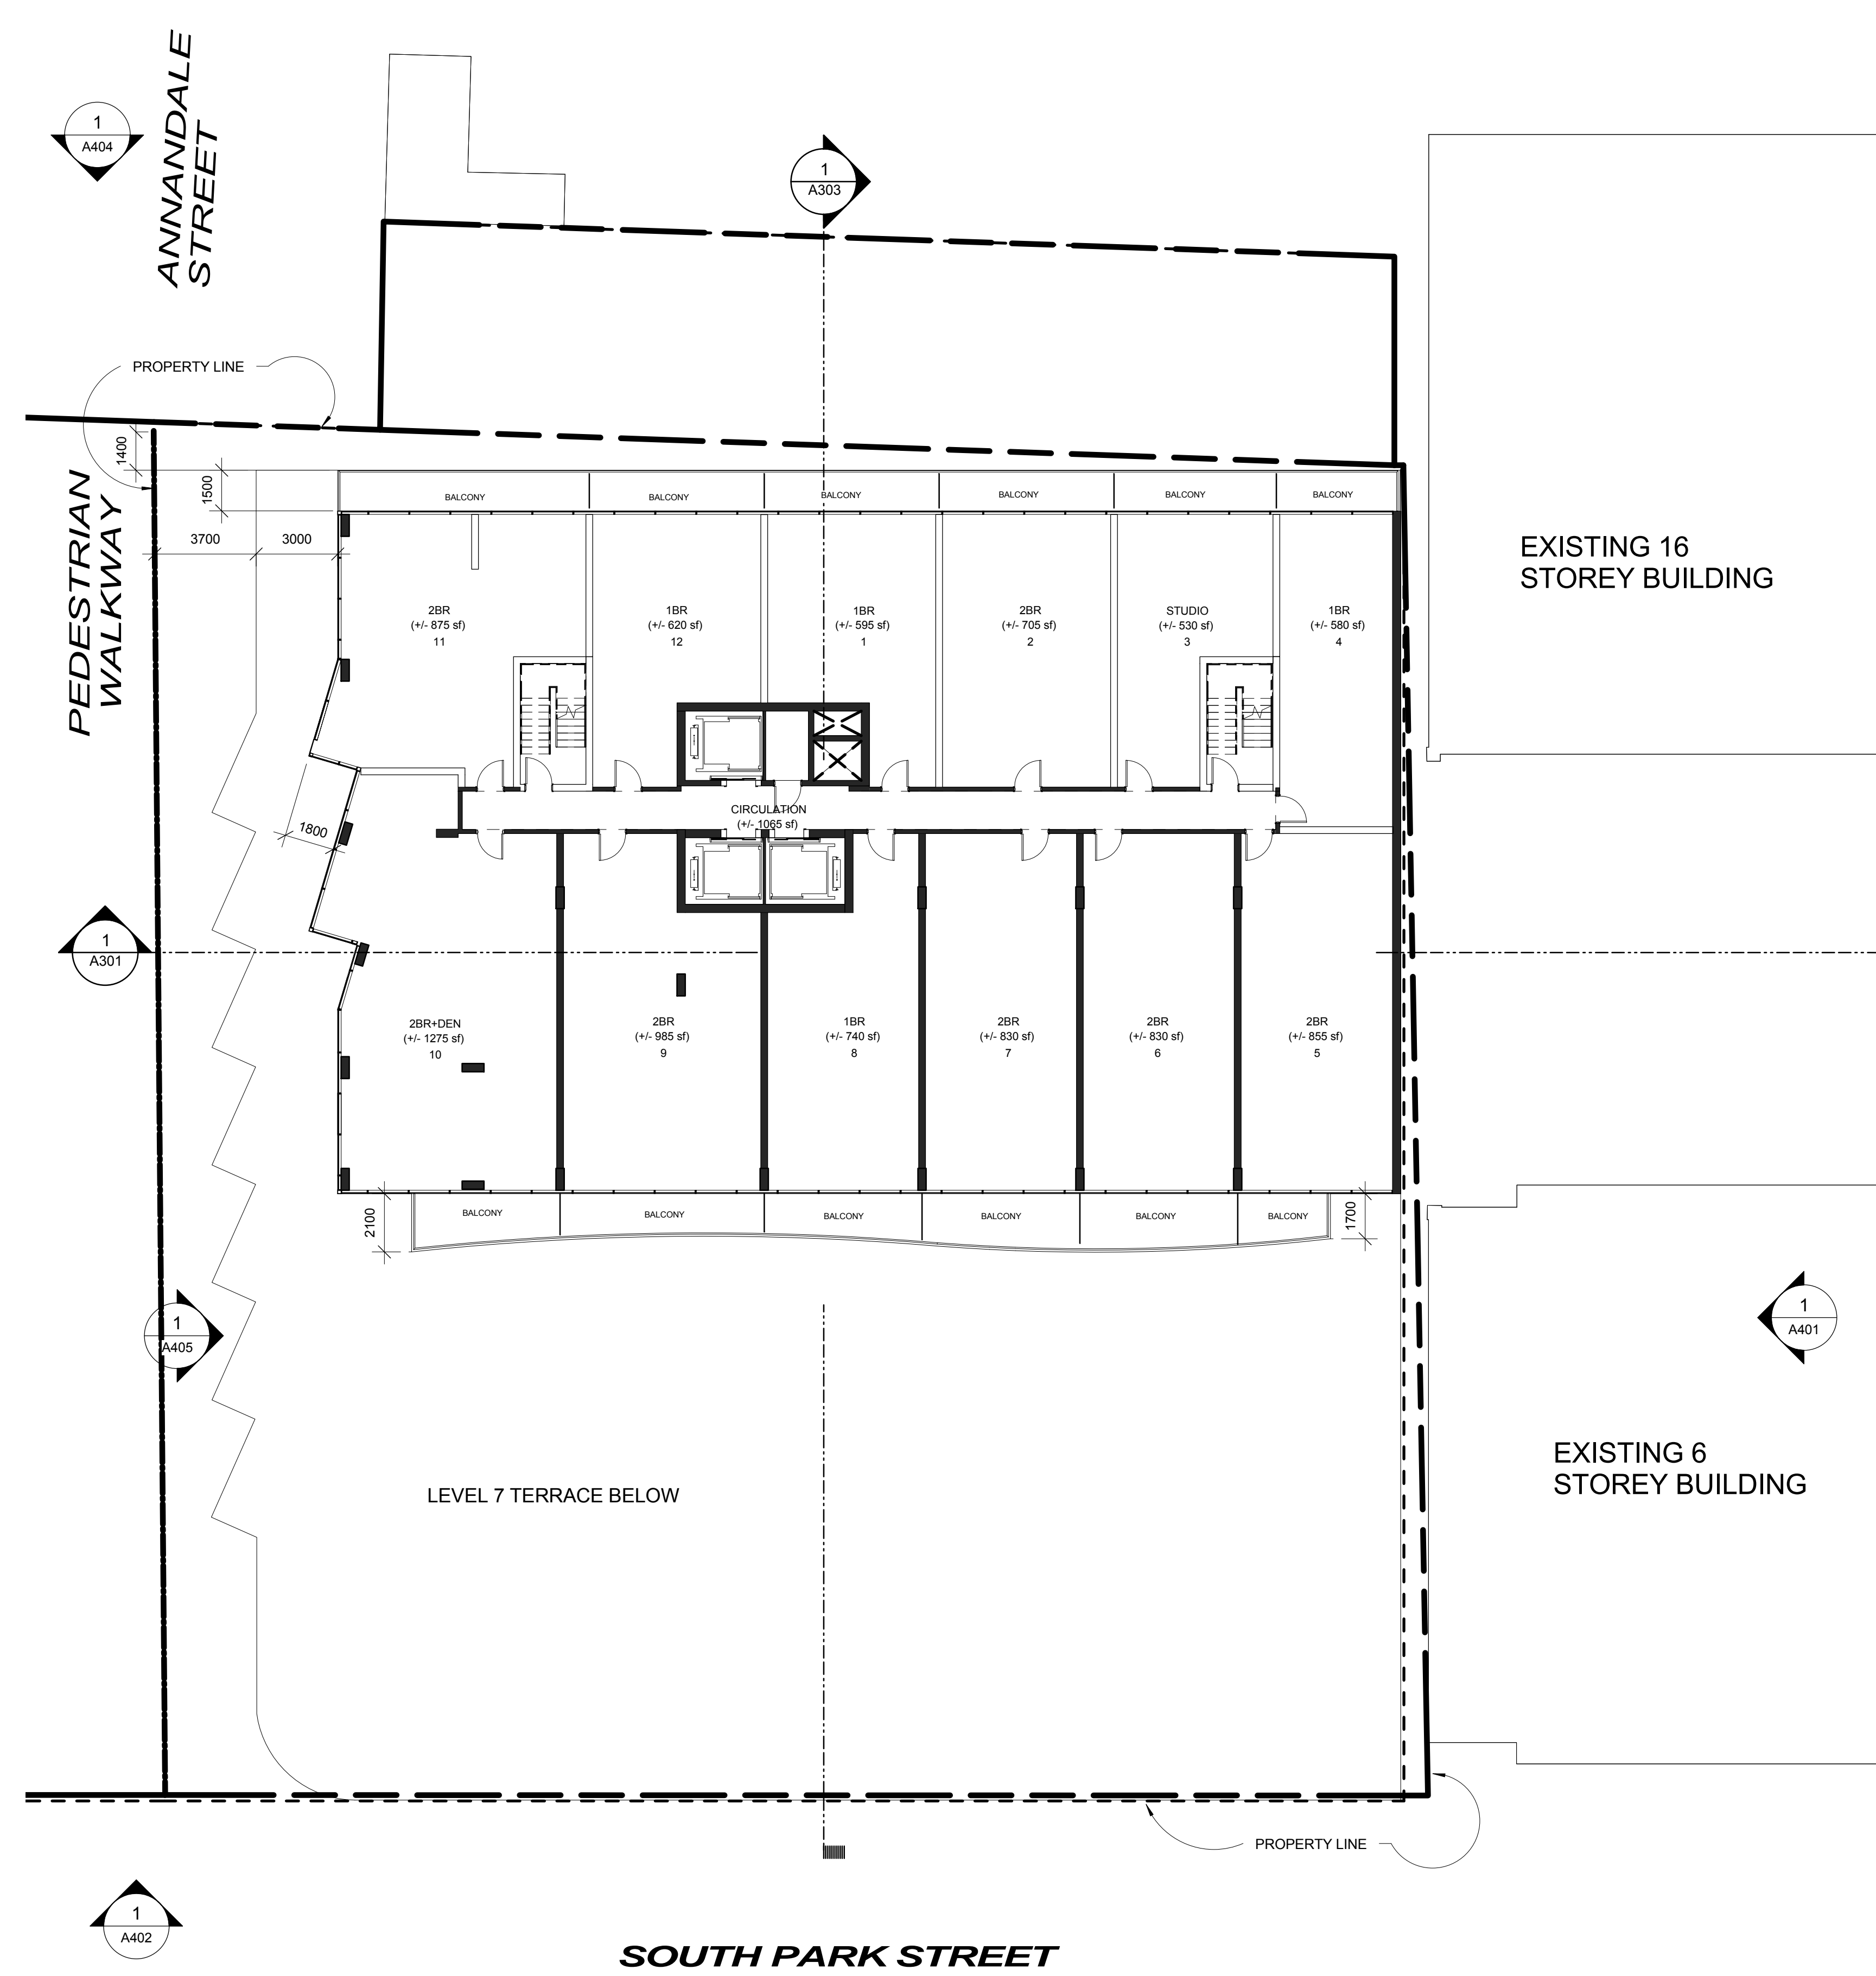 ANNANDALE
STREET
1
A404
1
A303
PROPERTY LINE
1400
1500
3700
3000
PEDESTRIAN
WALKWAY
BALCONY
BALCONY
BALCONY
BALCONY
BALCONY
BALCONY
EXISTING 16
STOREY BUILDING
2BR
(+/- 875 sf)
11
1BR
(+/- 620 sf)
12
1BR
(+/- 595 sf)
1
2BR
(+/- 705 sf)
2
STUDIO
(+/- 530 sf)
3
1BR
(+/- 580 sf)
4
CIRCULATION
(+/- 1065 sf)
1800
1
A301
2BR+DEN
(+/- 1275 sf)
10
2BR
(+/- 985 sf)
9
1BR
(+/- 740 sf)
8
2BR
(+/- 830 sf)
7
2BR
(+/- 830 sf)
6
2BR
(+/- 855 sf)
5
2100
BALCONY
BALCONY
BALCONY
BALCONY
BALCONY
BALCONY
1700
1
A405
1
A401
EXISTING 6
STOREY BUILDING
LEVEL 7 TERRACE BELOW
PROPERTY LINE
1
A402
SOUTH PARK STREET